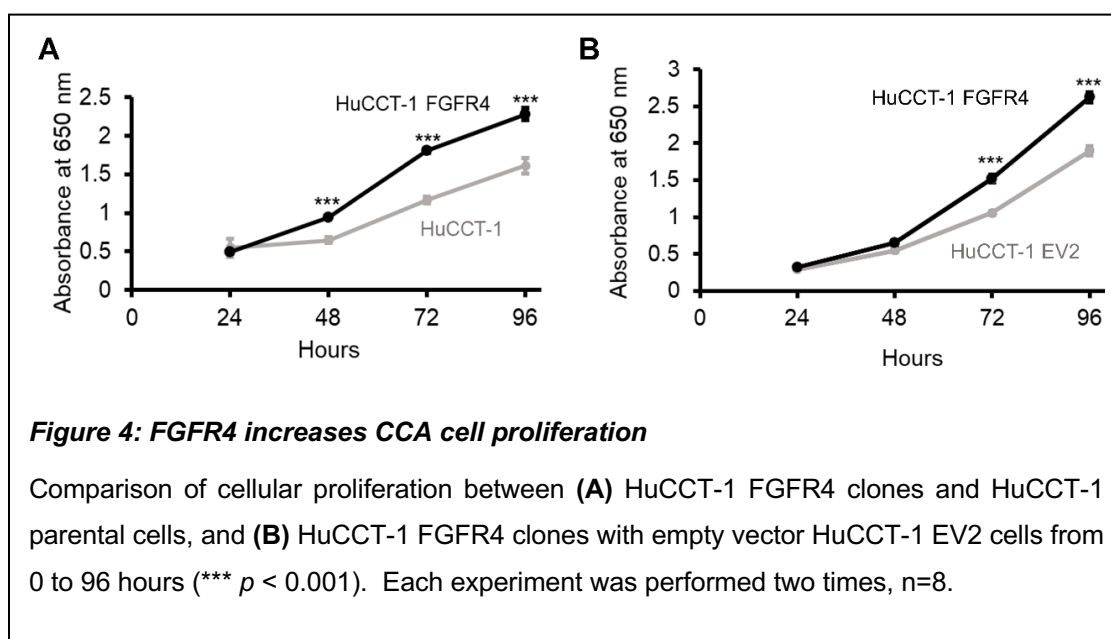 A
Absorbance at 650 nm
2.5
2
1.5
1
0.5
0
HuCCT-1 FGFR4
***
***
***
HuCCT-1
0 24 48 72 96
Hours
B
Absorbance at 650 nm
3
2.5
2
1.5
1
0.5
0
HuCCT-1 FGFR4
***
***
HuCCT-1 EV2
0 24 48 72 96
Hours
Figure 4: FGFR4 increases CCA cell proliferation
Comparison of cellular proliferation between (A) HuCCT-1 FGFR4 clones and HuCCT-1
parental cells, and (B) HuCCT-1 FGFR4 clones with empty vector HuCCT-1 EV2 cells from
0 to 96 hours (*** p < 0.001). Each experiment was performed two times, n=8.